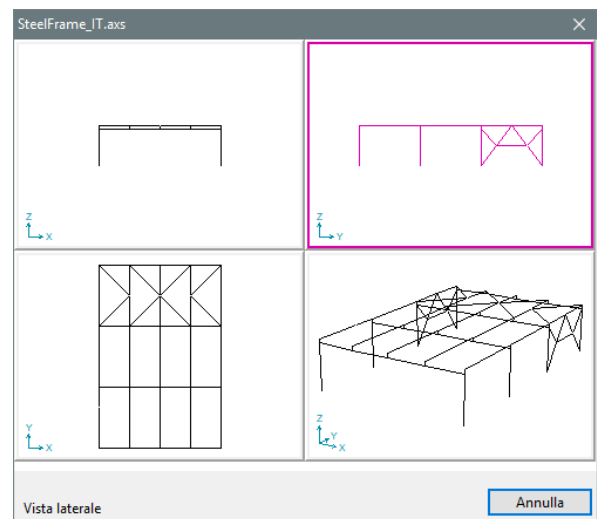 SteelFrame_IT.axs
Z
X
Z
Y
Y
X
Z
Y
X
Vista laterale
Annulla